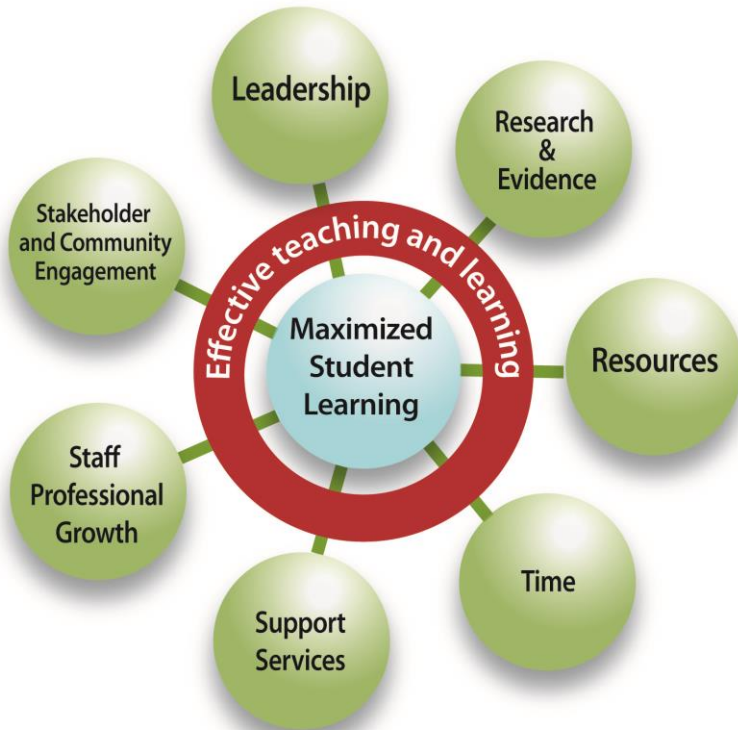 Leadership
Research
&
Evidence
Stakeholder
and Community
Engagement
Effective teaching and learning
Maximized
Student
Learning
Resources
Staff
Professional
Growth
Time
Support
Services